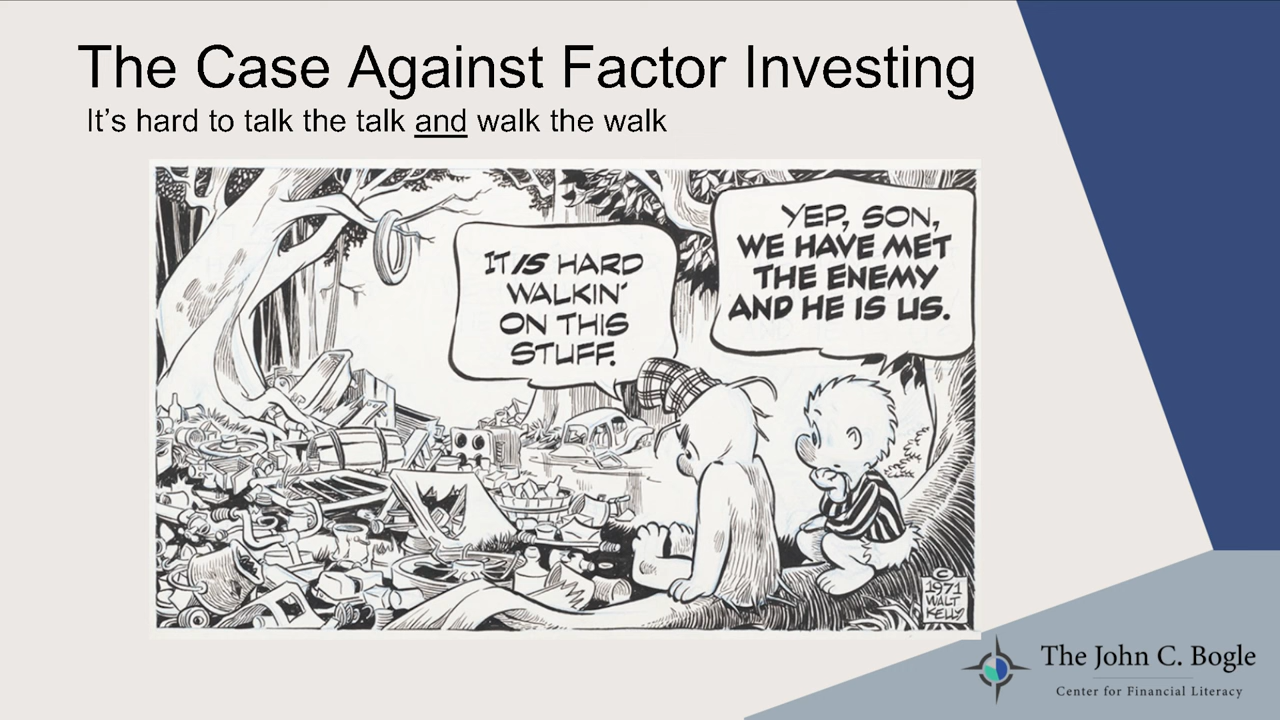 The Case Against Factor Investing
It's hard to talk the talk and walk the walk
IT IS HARD
WALKIN'
ON THIS
STUFF.
YEP, SON,
WE HAVE MET
THE ENEMY
AND HE IS US.
©
1971
WALT
KELLY
The John C. Bogle
Center for Financial Literacy